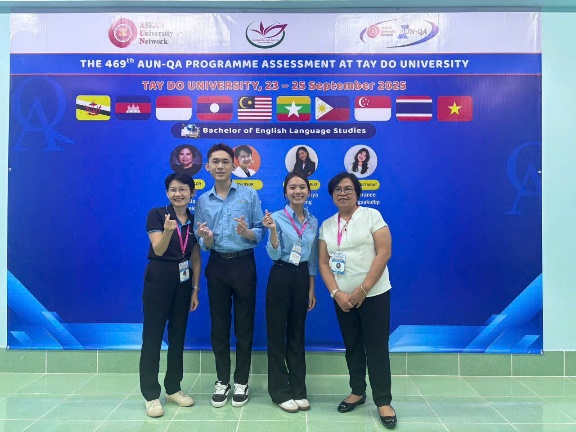 ASEAN
University
Network
AUN-QA
THE 469th AUN-QA PROGRAMME ASSESSMENT AT TAY DO UNIVERSITY
TAY DO UNIVERSITY, 23 - 25 September 2025
Bachelor of English Language Studies